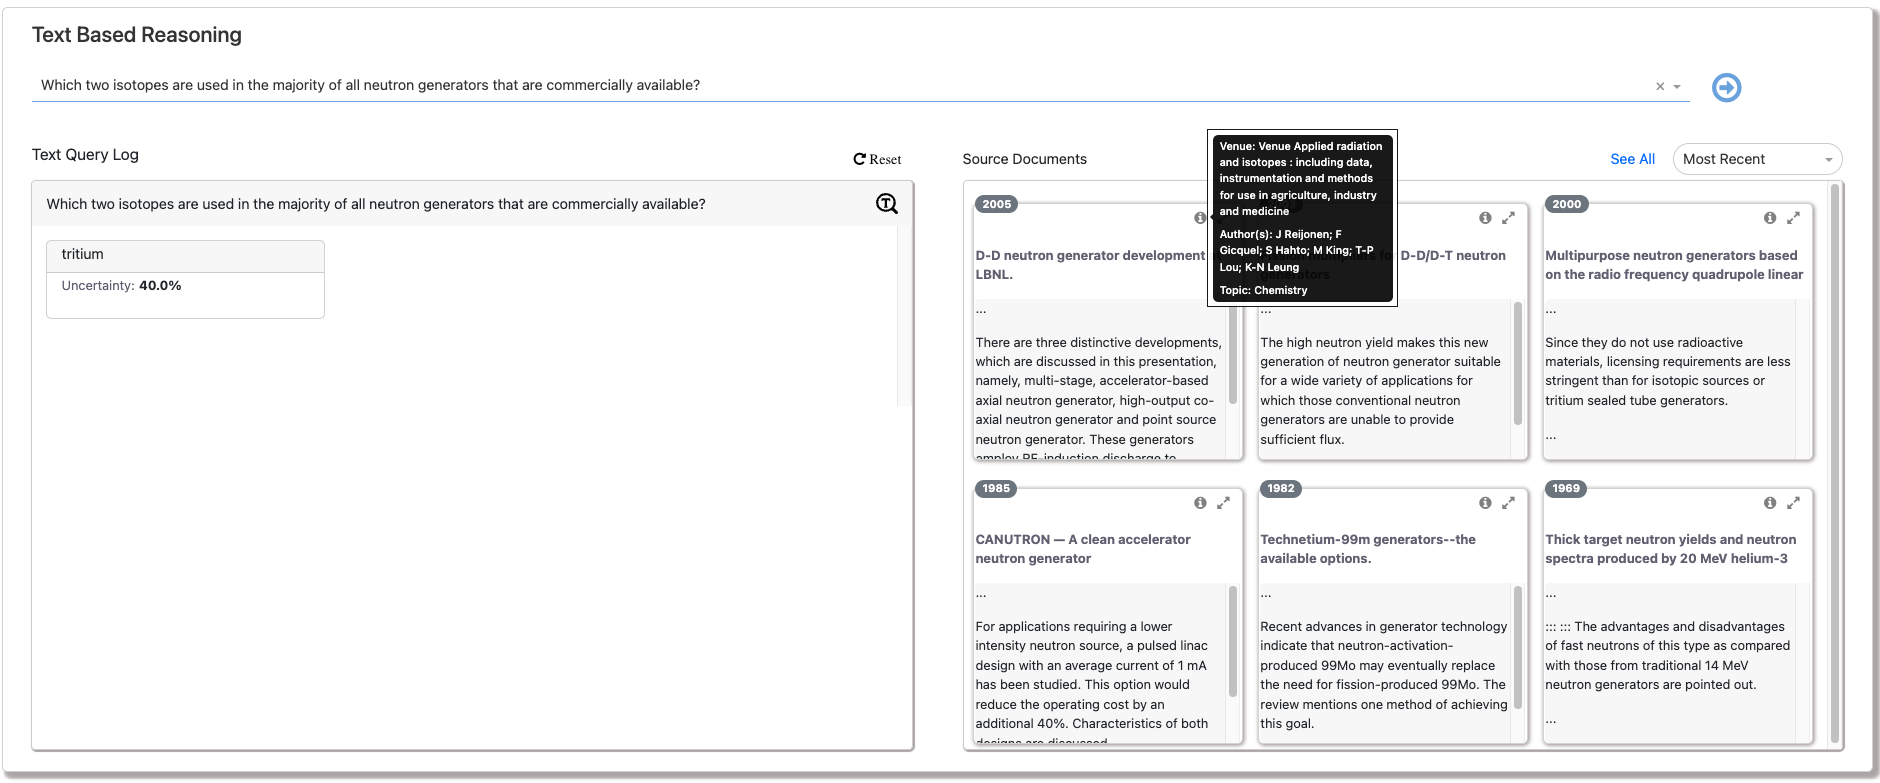 Text Based Reasoning
Which two isotopes are used in the majority of all neutron generators that are commercially available?
Text Query Log
Reset
Which two isotopes are used in the majority of all neutron generators that are commercially available?
tritium
Uncertainty: 40.0%
Source Documents
See All
Most Recent
Venue: Venue Applied radiation
and isotopes : including data,
instrumentation and methods
for use in agriculture, industry
and medicine
Author(s): J Reijonen; F
Gicquel; S Hahto; M King; T-P
Lou; K-N Leung
Topic: Chemistry
2005
D-D neutron generator development
LBNL.
...
There are three distinctive developments,
which are discussed in this presentation,
namely, multi-stage, accelerator-based
axial neutron generator, high-output co-
axial neutron generator and point source
neutron generator. These generators
employ RF-induction discharge to
for D-D/D-T neutron
generators
...
The high neutron yield makes this new
generation of neutron generator suitable
for a wide variety of applications for
which those conventional neutron
generators are unable to provide
sufficient flux.
2000
Multipurpose neutron generators based
on the radio frequency quadrupole linear
...
Since they do not use radioactive
materials, licensing requirements are less
stringent than for isotopic sources or
tritium sealed tube generators.
...
1985
CANUTRON — A clean accelerator
neutron generator
...
For applications requiring a lower
intensity neutron source, a pulsed linac
design with an average current of 1 mA
has been studied. This option would
reduce the operating cost by an
additional 40%. Characteristics of both
designs are discussed.
1982
Technetium-99m generators--the
available options.
...
Recent advances in generator technology
indicate that neutron-activation-
produced 99Mo may eventually replace
the need for fission-produced 99Mo. The
review mentions one method of achieving
this goal.
1969
Thick target neutron yields and neutron
spectra produced by 20 MeV helium-3
...
::: ::: The advantages and disadvantages
of fast neutrons of this type as compared
with those from traditional 14 MeV
neutron generators are pointed out.
...